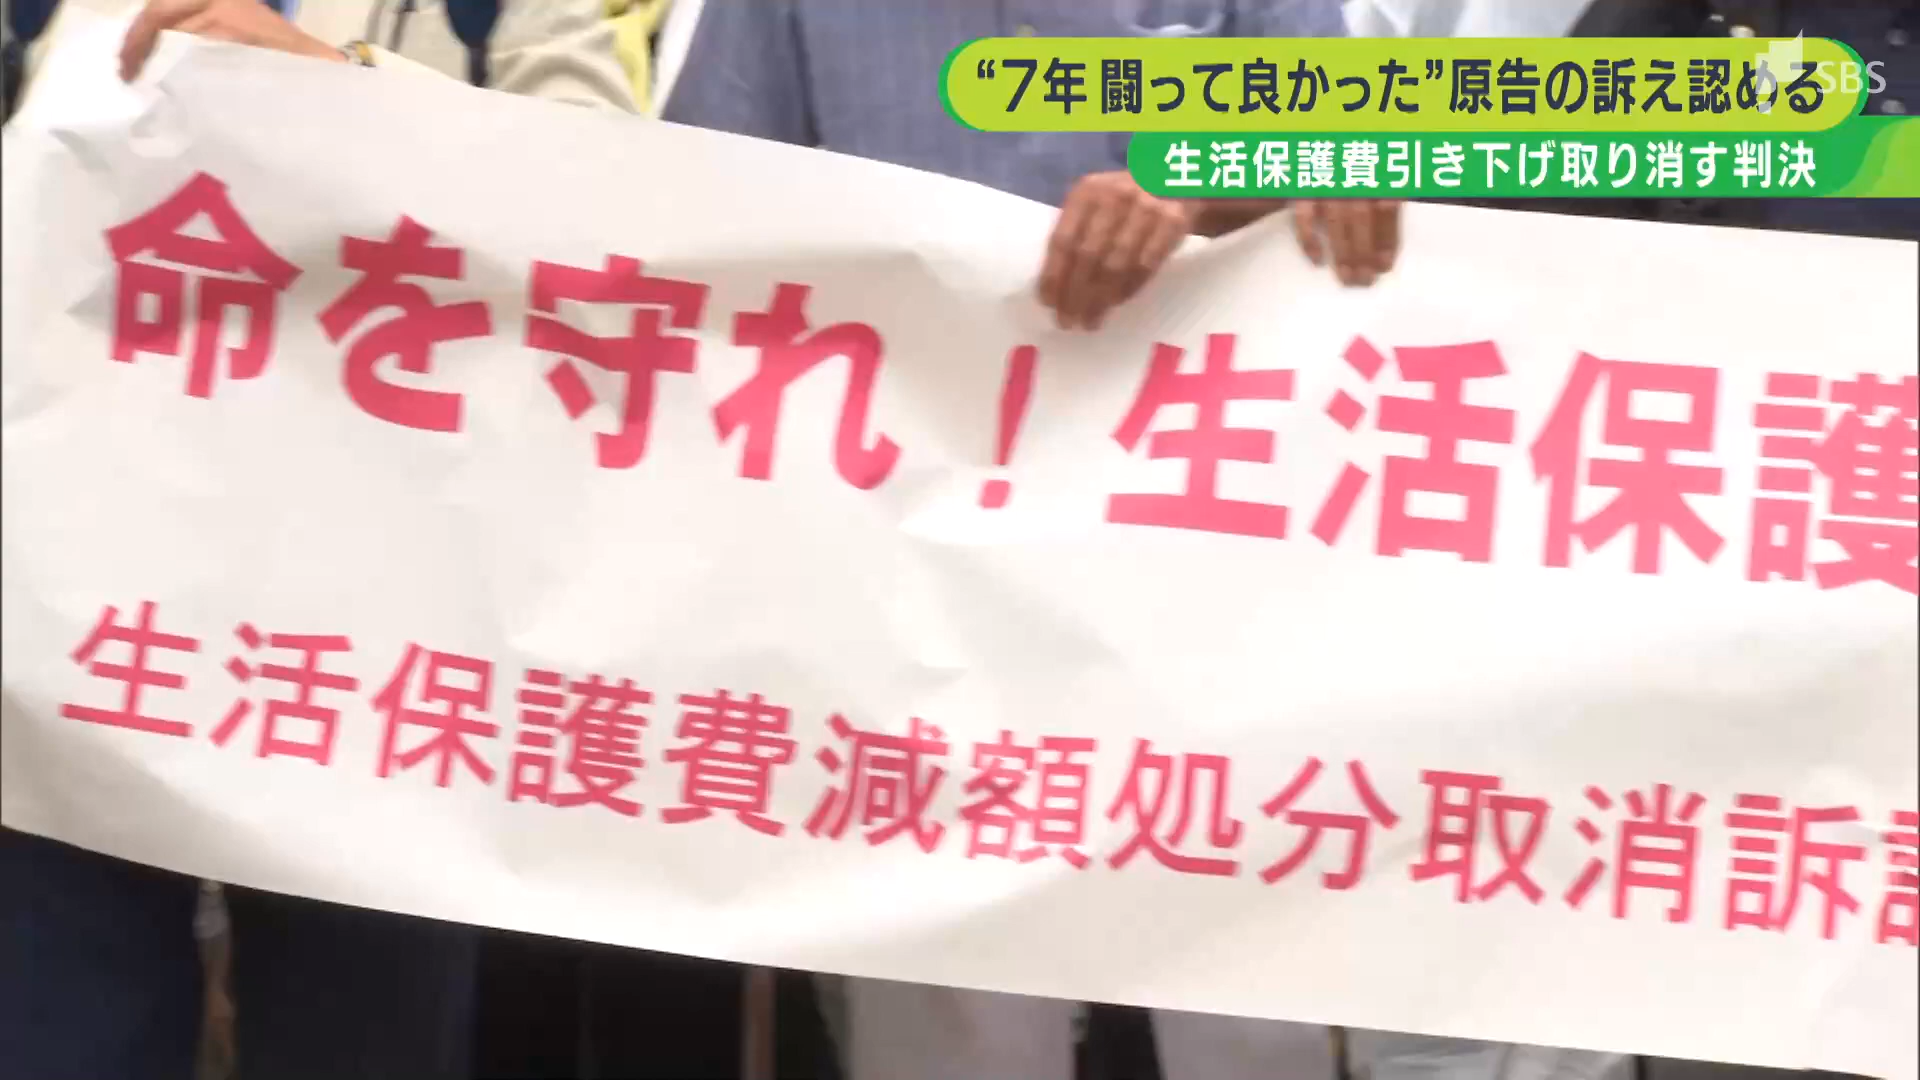 “7年 闘って良かった”原告の訴え認める
SBS
生活保護費引き下げ取り消す判決
命を守れ！生活保護
生活保護費減額処分取消訴訟